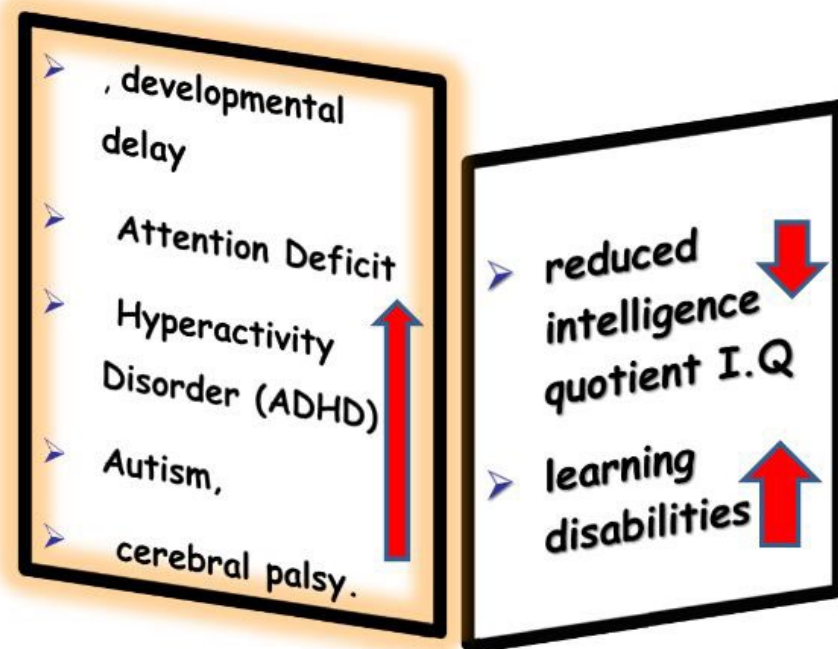 , developmental
delay
Attention Deficit
Hyperactivity
Disorder (ADHD)
Autism,
cerebral palsy.
reduced
intelligence
quotient I.Q
learning
disabilities